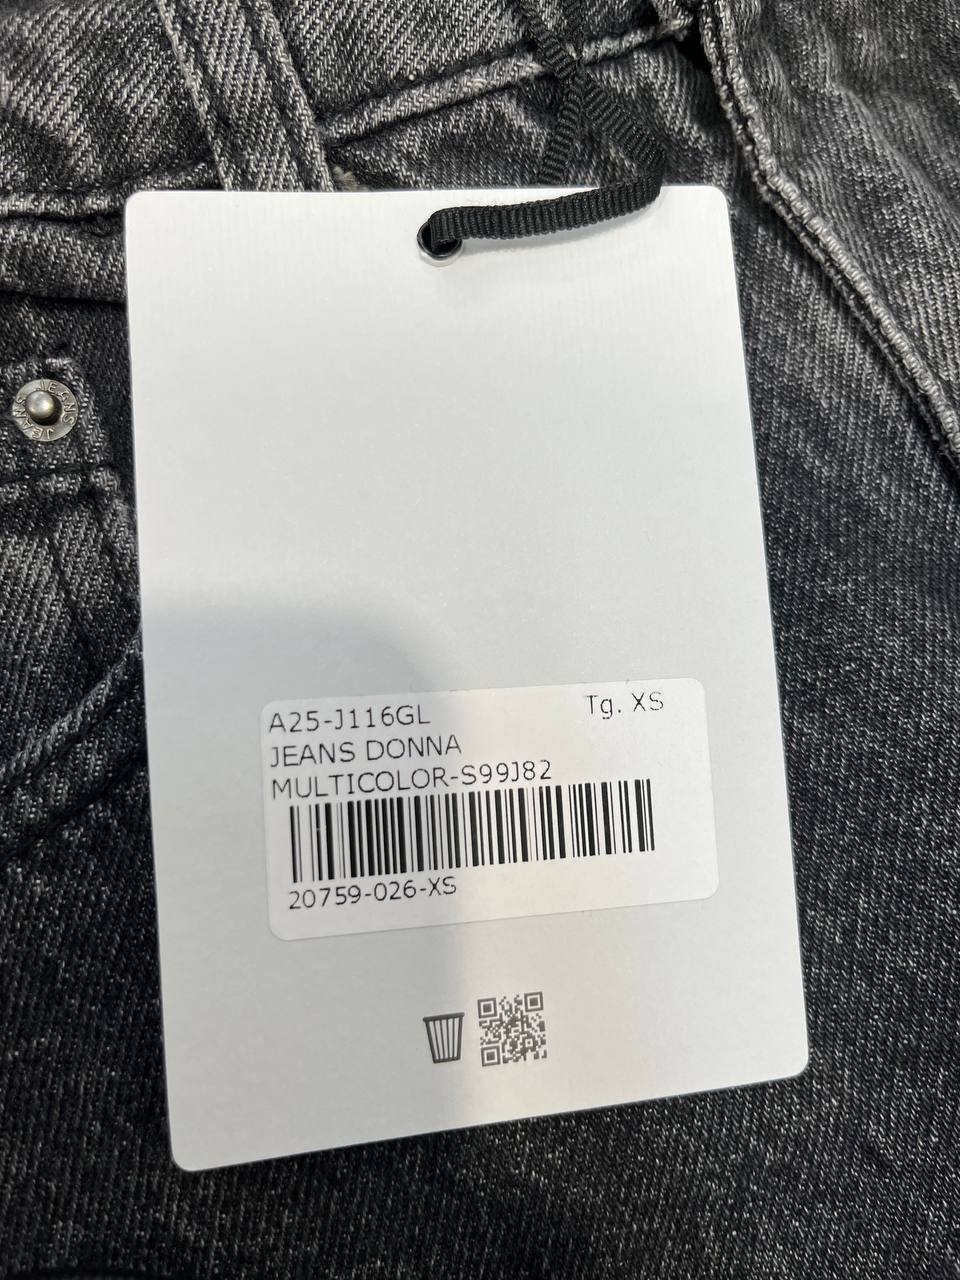 JEANS JEANS
A25-J116GL
Tg. XS
JEANS DONNA
MULTICOLOR-S99J82
20759-026-XS